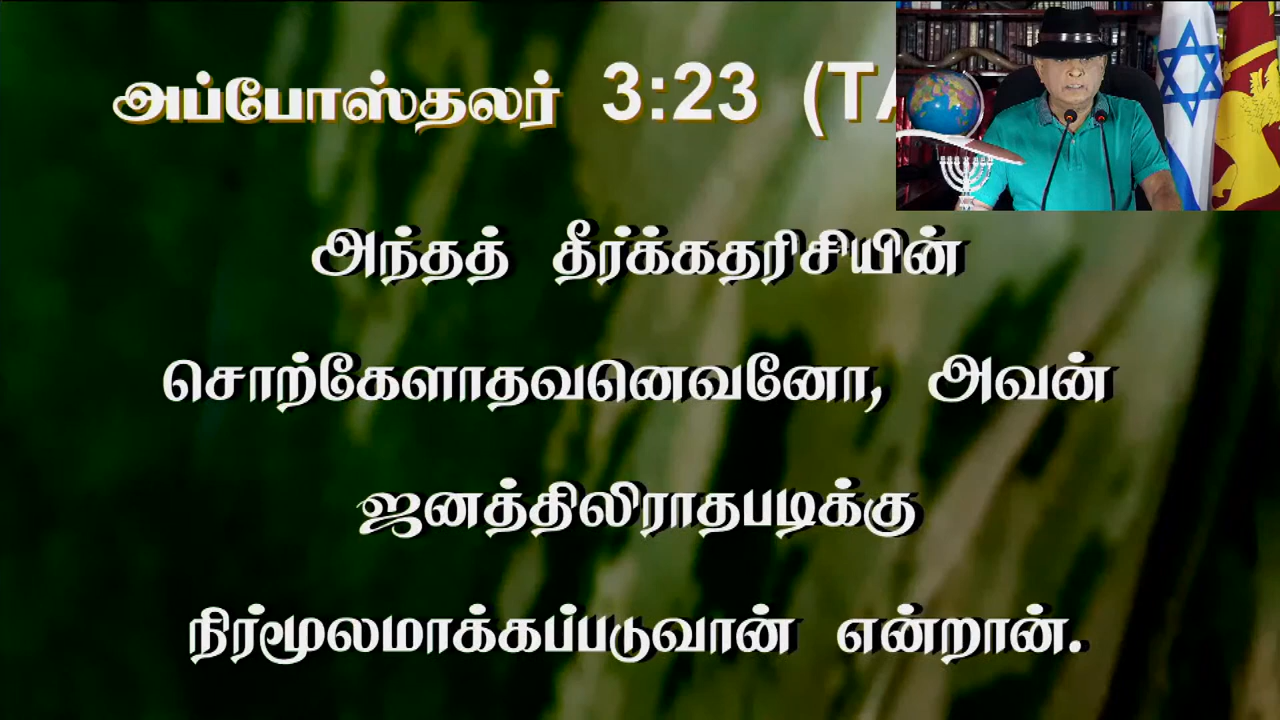 அப்போஸ்தலர் 3:23 (TA
அந்தத் தீர்க்கதரிசியின்
சொற்கேளாதவனெவனோ, அவன்
ஜனத்திலிராதபடிக்கு
நிர்மூலமாக்கப்படுவான் என்றான்.